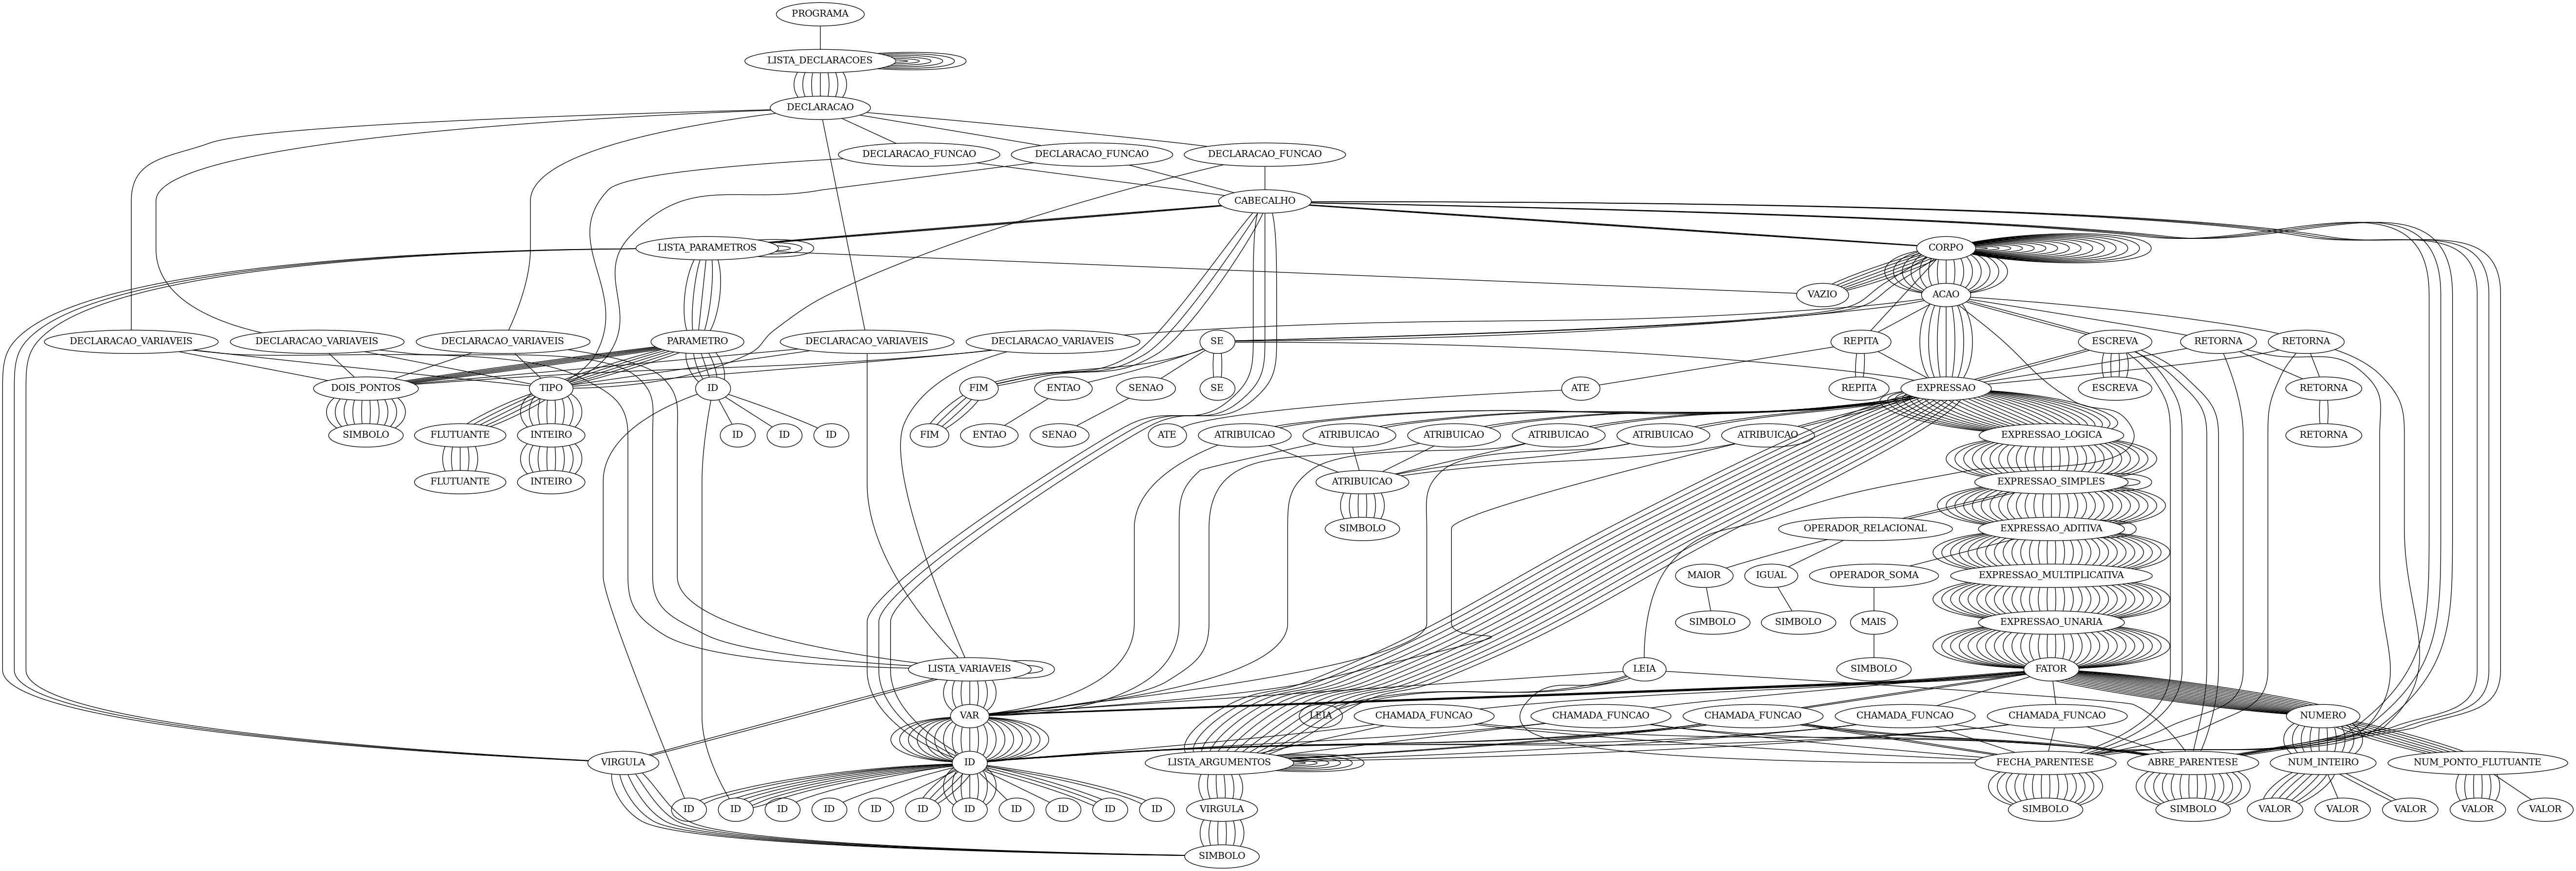 PROGRAMA
LISTA_DECLARACOES
DECLARACAO
DECLARACAO_FUNCAO
DECLARACAO_FUNCAO
DECLARACAO_FUNCAO
CABECALHO
LISTA_PARAMETROS
CORPO
VAZIO
ACAO
DECLARACAO_VARIAVEIS
DECLARACAO_VARIAVEIS
DECLARACAO_VARIAVEIS
PARAMETRO
DECLARACAO_VARIAVEIS
DECLARACAO_VARIAVEIS
SE
REPITA
ESCREVA
RETORNA
RETORNA
DOIS_PONTOS
TIPO
ID
FIM
ENTAO
SENAO
SE
ATE
REPITA
EXPRESSAO
ESCREVA
RETORNA
SIMBOLO
FLUTUANTE
INTEIRO
ID
ID
ID
FIM
ENTAO
SENAO
ATE
ATRIBUICAO
ATRIBUICAO
ATRIBUICAO
ATRIBUICAO
ATRIBUICAO
ATRIBUICAO
EXPRESSAO_LOGICA
RETORNA
FLUTUANTE
INTEIRO
ATRIBUICAO
EXPRESSAO_SIMPLES
SIMBOLO
OPERADOR_RELACIONAL
EXPRESSAO_ADITIVA
MAIOR
IGUAL
OPERADOR_SOMA
EXPRESSAO_MULTIPLICATIVA
SIMBOLO
SIMBOLO
MAIS
EXPRESSAO_UNARIA
LISTA_VARIAVEIS
LEIA
SIMBOLO
FATOR
VAR
LEIA
CHAMADA_FUNCAO
CHAMADA_FUNCAO
CHAMADA_FUNCAO
CHAMADA_FUNCAO
CHAMADA_FUNCAO
NUMERO
VIRGULA
ID
LISTA_ARGUMENTOS
FECHA_PARENTESE
ABRE_PARENTESE
NUM_INTEIRO
NUM_PONTO_FLUTUANTE
ID
ID
ID
ID
ID
ID
ID
ID
ID
ID
ID
VIRGULA
SIMBOLO
SIMBOLO
VALOR
VALOR
VALOR
VALOR
VALOR
SIMBOLO